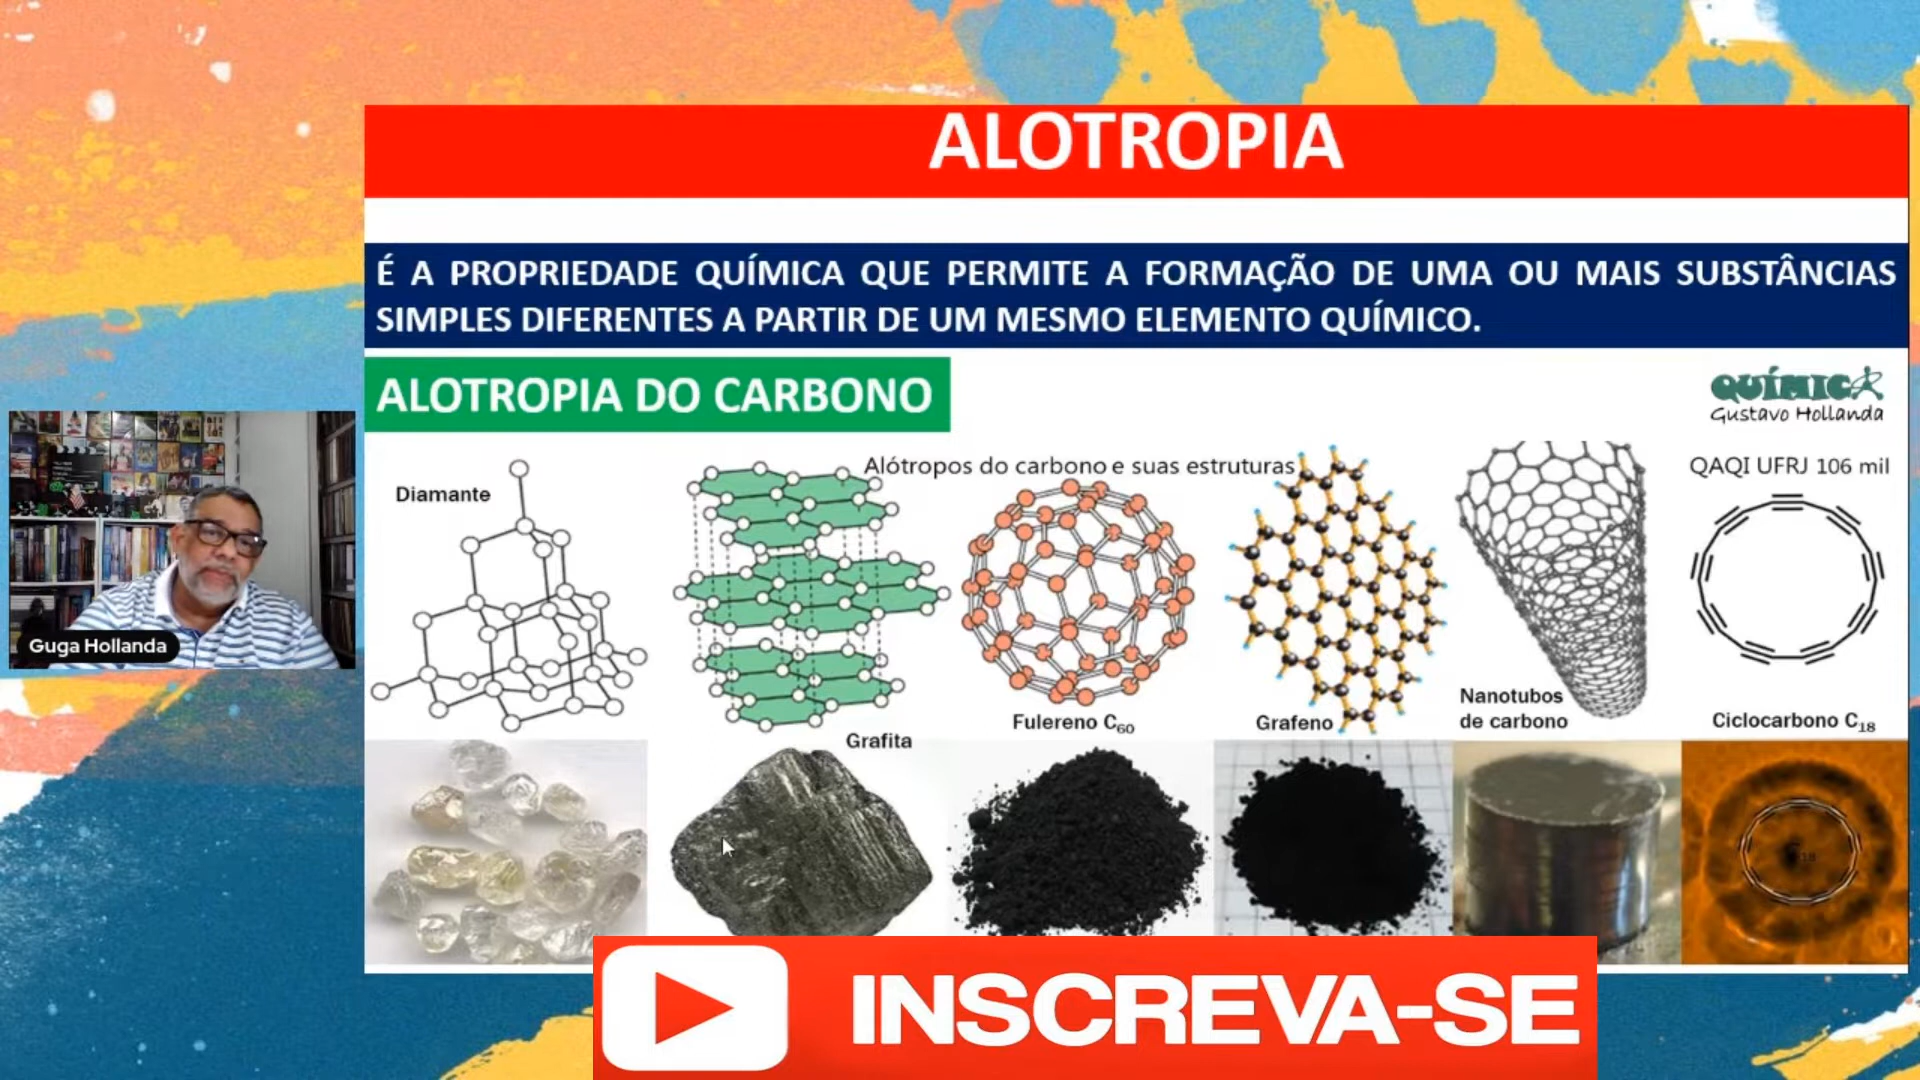 ALOTROPIA
É A PROPRIEDADE QUÍMICA QUE PERMITE A FORMAÇÃO DE UMA OU MAIS SUBSTÂNCIAS
SIMPLES DIFERENTES A PARTIR DE UM MESMO ELEMENTO QUÍMICO.
ALOTROPIA DO CARBONO
QUÍMICA
Gustavo Hollanda
Alótropos do carbono e suas estruturas
QAQI UFRJ 106 mil
Diamante
Grafita
Fulereno C₆₀
Grafeno
Nanotubos
de carbono
Ciclocarbono C₁₈
Guga Hollanda
INSCREVA-SE